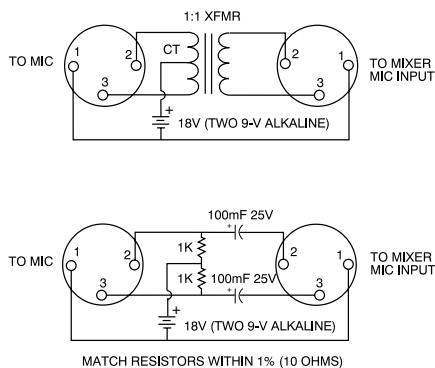 1:1 XFMR
1
2
3
TO MIC
CT
2
1
3
TO MIXER
MIC INPUT
+
18V (TWO 9-V ALKALINE)
100mF 25V
+
1
2
3
TO MIC
1K
1K
100mF 25V
+
2
1
3
TO MIXER
MIC INPUT
+
18V (TWO 9-V ALKALINE)
MATCH RESISTORS WITHIN 1% (10 OHMS)